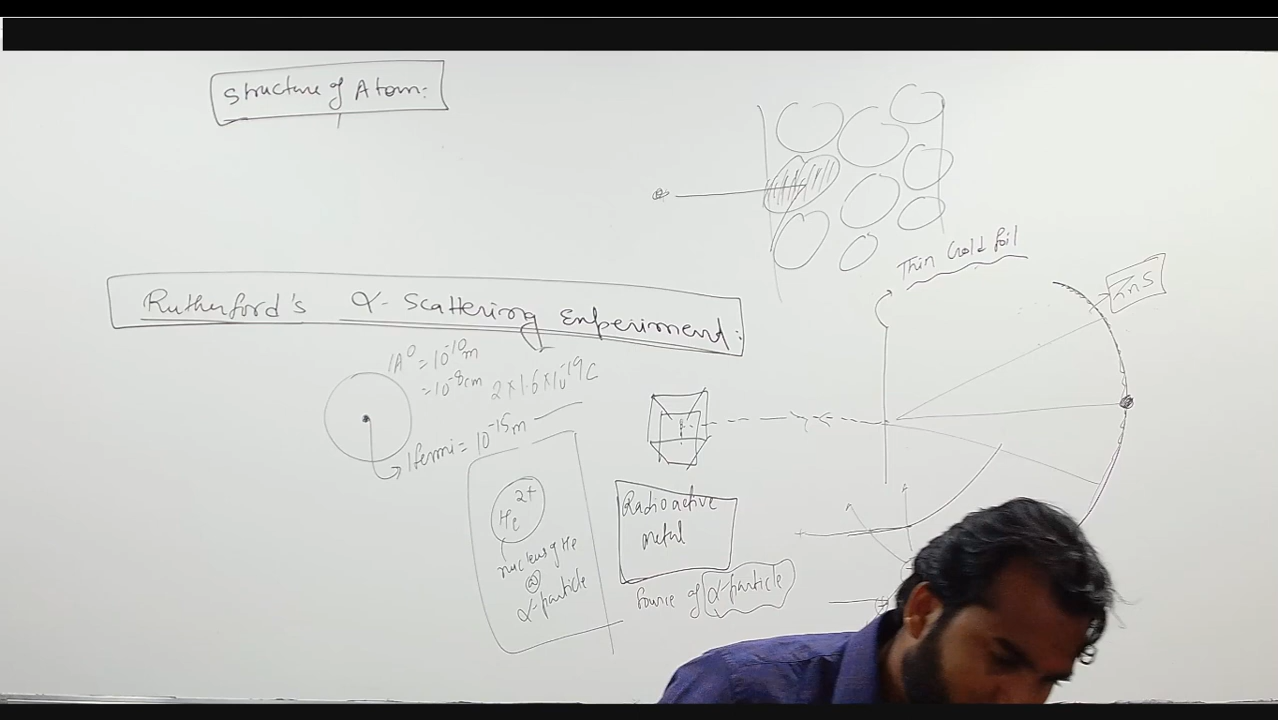 Structure of Atom:
Thin Gold foil
ZnS
Rutherford's α-Scattering Experiment:
1A° = 10⁻¹⁰m
= 10⁻⁸cm
2 × 1.6 × 10⁻¹⁹C
1fermi = 10⁻¹⁵m
He²⁺
nucleus of He
α-particle
Radioactive
metal
Source of α-particle